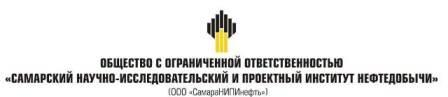 ОБЩЕСТВО С ОГРАНИЧЕННОЙ ОТВЕТСТВЕННОСТЬЮ
«САМАРСКИЙ НАУЧНО-ИССЛЕДОВАТЕЛЬСКИЙ И ПРОЕКТНЫЙ ИНСТИТУТ НЕФТЕДОБЫЧИ»
(ООО «СамараНИПИнефть»)